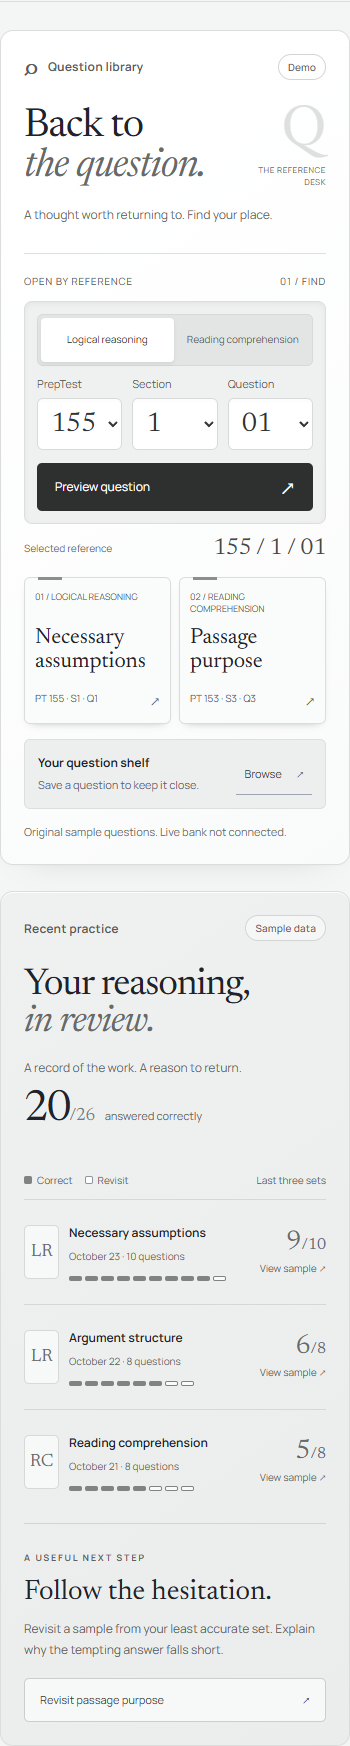 Question library
Demo
Back to
the question.
Q
THE REFERENCE
DESK
A thought worth returning to. Find your place.
OPEN BY REFERENCE
01 / FIND
Logical reasoning
Reading comprehension
PrepTest
Section
Question
155
1
01
Preview question ↗
Selected reference
155 / 1 / 01
01 / LOGICAL REASONING
Necessary
assumptions
PT 155 · S1 · Q1 ↗
02 / READING
COMPREHENSION
Passage
purpose
PT 153 · S3 · Q3 ↗
Your question shelf
Save a question to keep it close.
Browse ↗
Original sample questions. Live bank not connected.
Recent practice
Sample data
Your reasoning,
in review.
A record of the work. A reason to return.
20/26 answered correctly
Correct
Revisit
Last three sets
LR
Necessary assumptions
October 23 · 10 questions
9/10
View sample ↗
LR
Argument structure
October 22 · 8 questions
6/8
View sample ↗
RC
Reading comprehension
October 21 · 8 questions
5/8
View sample ↗
A USEFUL NEXT STEP
Follow the hesitation.
Revisit a sample from your least accurate set. Explain
why the tempting answer falls short.
Revisit passage purpose ↗